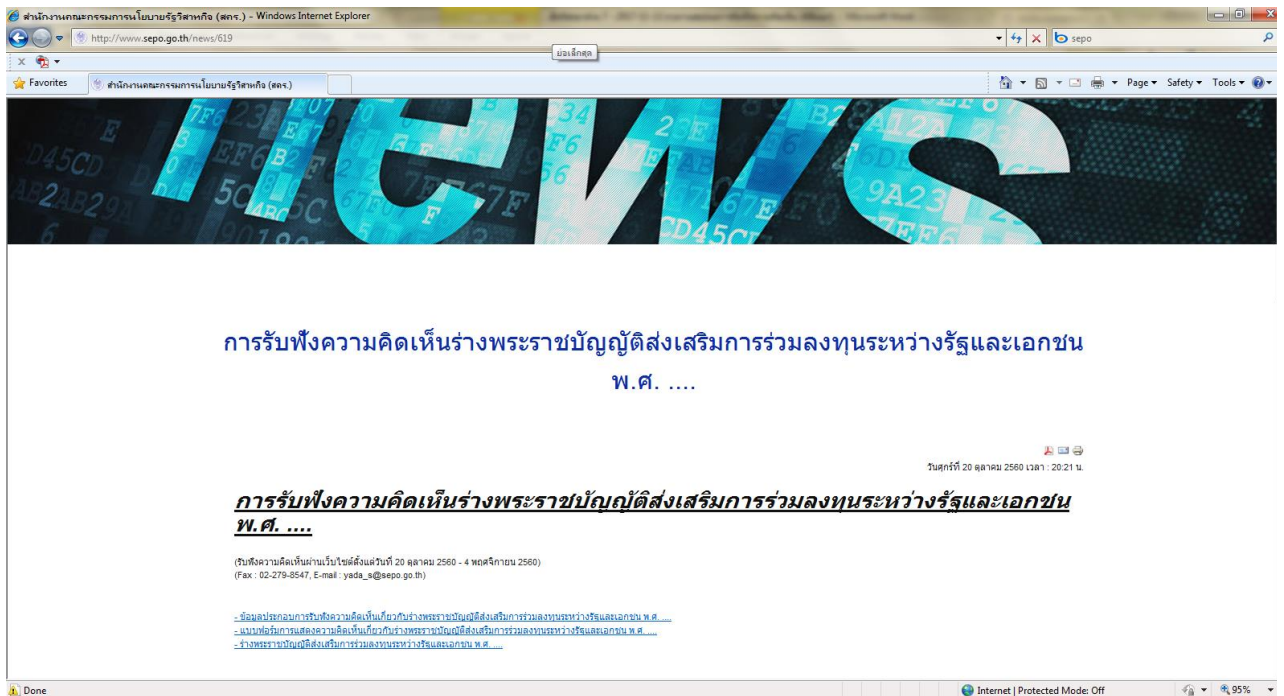 สำนักงานคณะกรรมการนโยบายรัฐวิสาหกิจ (สคร.) - Windows Internet Explorer
http://www.sepo.go.th/news/619
sepo
ย่อเล็กสุด
Favorites
สำนักงานคณะกรรมการนโยบายรัฐวิสาหกิจ (สคร.)
Page
Safety
Tools
news
การรับฟังความคิดเห็นร่างพระราชบัญญัติส่งเสริมการร่วมลงทุนระหว่างรัฐและเอกชน
พ.ศ. ....
วันศุกร์ที่ 20 ตุลาคม 2560 เวลา : 20:21 น.
การรับฟังความคิดเห็นร่างพระราชบัญญัติส่งเสริมการร่วมลงทุนระหว่างรัฐและเอกชน
พ.ศ. ....
(รับฟังความคิดเห็นผ่านเว็บไซต์ตั้งแต่วันที่ 20 ตุลาคม 2560 - 4 พฤศจิกายน 2560)
(Fax : 02-279-8547, E-mail : yada_s@sepo.go.th)
- ข้อมูลประกอบการรับฟังความคิดเห็นเกี่ยวกับร่างพระราชบัญญัติส่งเสริมการร่วมลงทุนระหว่างรัฐและเอกชน พ.ศ. ....
- แบบฟอร์มการแสดงความคิดเห็นเกี่ยวกับร่างพระราชบัญญัติส่งเสริมการร่วมลงทุนระหว่างรัฐและเอกชน พ.ศ. ....
- ร่างพระราชบัญญัติส่งเสริมการร่วมลงทุนระหว่างรัฐและเอกชน พ.ศ. ....
Done
Internet | Protected Mode: Off
95%